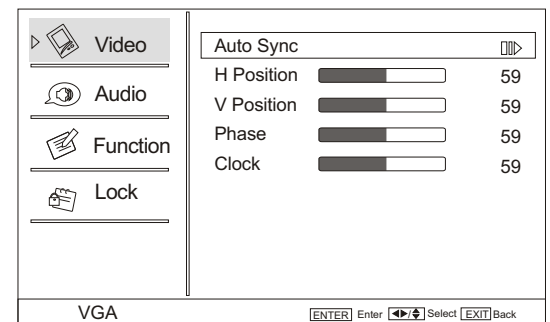 Video
Audio
Function
Lock
Auto Sync
H Position 59
V Position 59
Phase 59
Clock 59
VGA
ENTER Enter Select EXIT Back